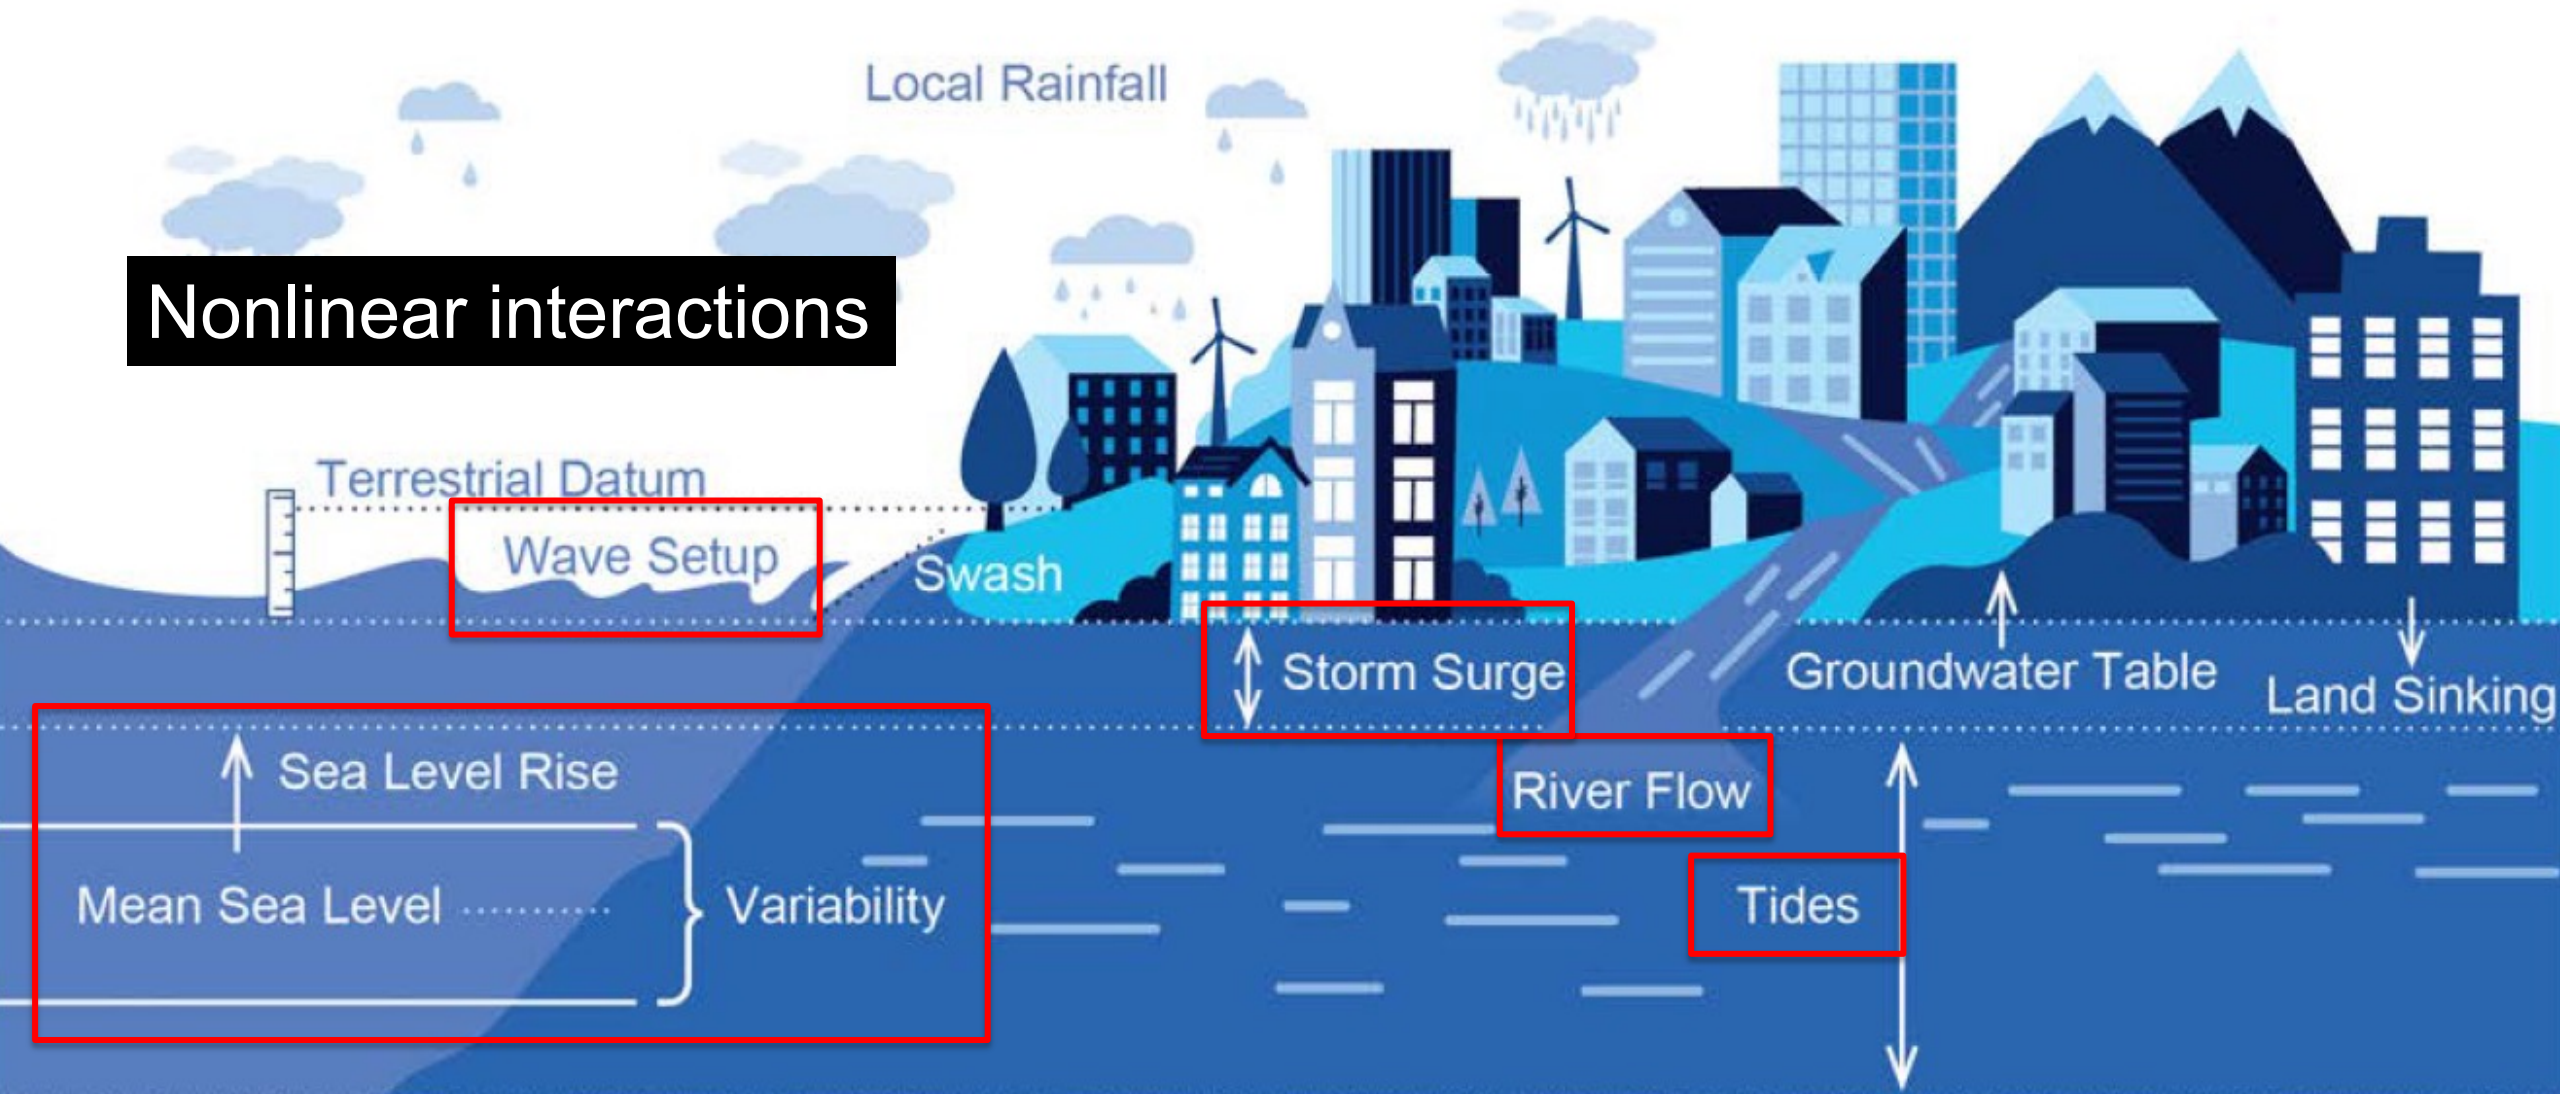 Local Rainfall
Nonlinear interactions
Terrestrial Datum
Wave Setup
Swash
Storm Surge
Groundwater Table
Land Sinking
Sea Level Rise
River Flow
Mean Sea Level
Variability
Tides